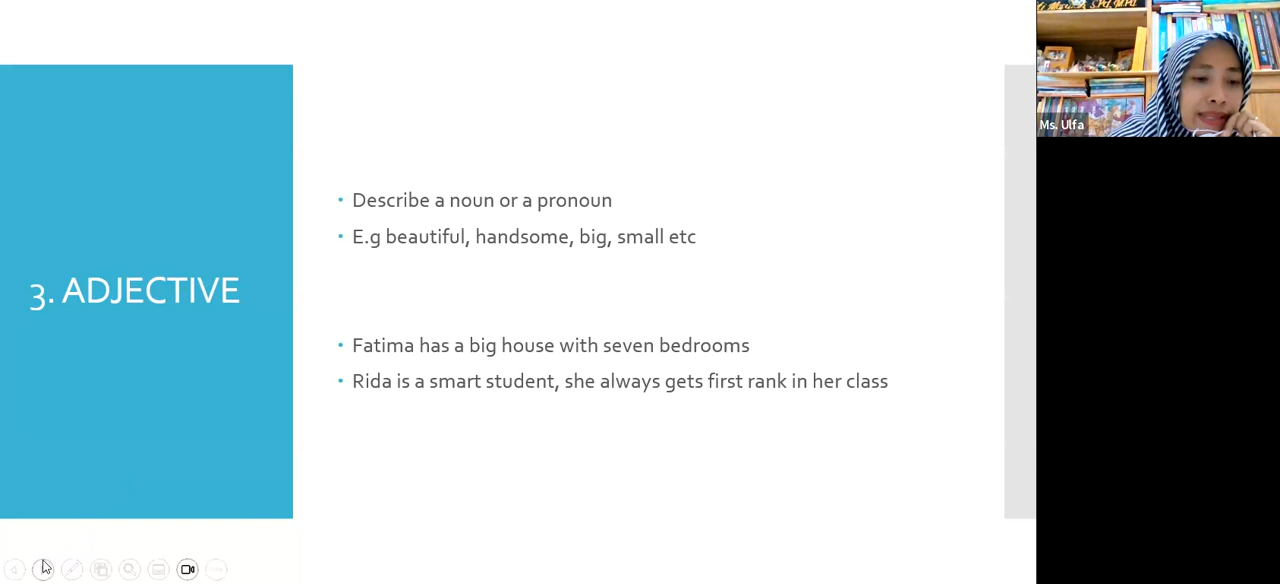 3. ADJECTIVE
• Describe a noun or a pronoun
• E.g beautiful, handsome, big, small etc
• Fatima has a big house with seven bedrooms
• Rida is a smart student, she always gets first rank in her class
Ms. Ulfa